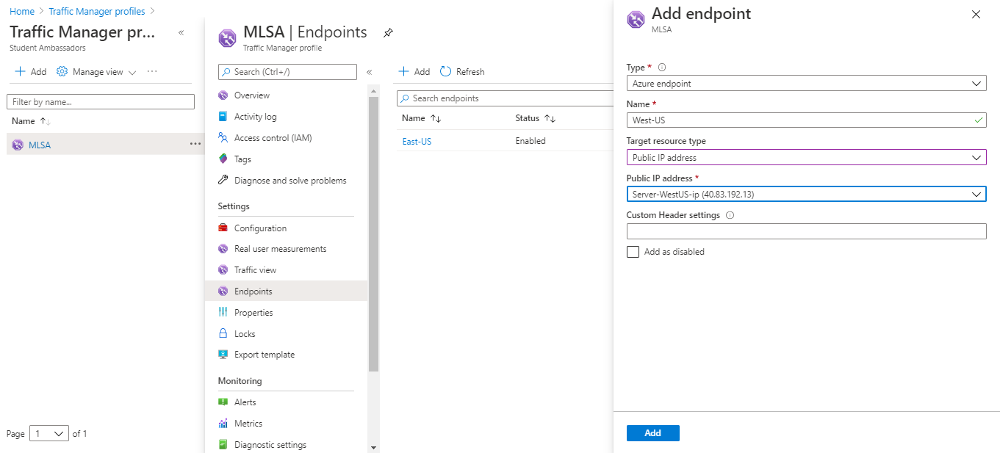 Home > Traffic Manager profiles >
Traffic Manager pr... «
Student Ambassadors
+ Add Manage view ···
Filter by name...
Name ↑↓
MLSA ···
Page 1 of 1
MLSA | Endpoints
Traffic Manager profile
Search (Ctrl+/) «
Overview
Activity log
Access control (IAM)
Tags
Diagnose and solve problems
Settings
Configuration
Real user measurements
Traffic view
Endpoints
Properties
Locks
Export template
Monitoring
Alerts
Metrics
Diagnostic settings
+ Add Refresh
Search endpoints
Name ↑↓ Status ↑↓
East-US Enabled
Add endpoint
MLSA
Type *
Azure endpoint
Name *
West-US
Target resource type
Public IP address
Public IP address *
Server-WestUS-ip (40.83.192.13)
Custom Header settings
Add as disabled
Add